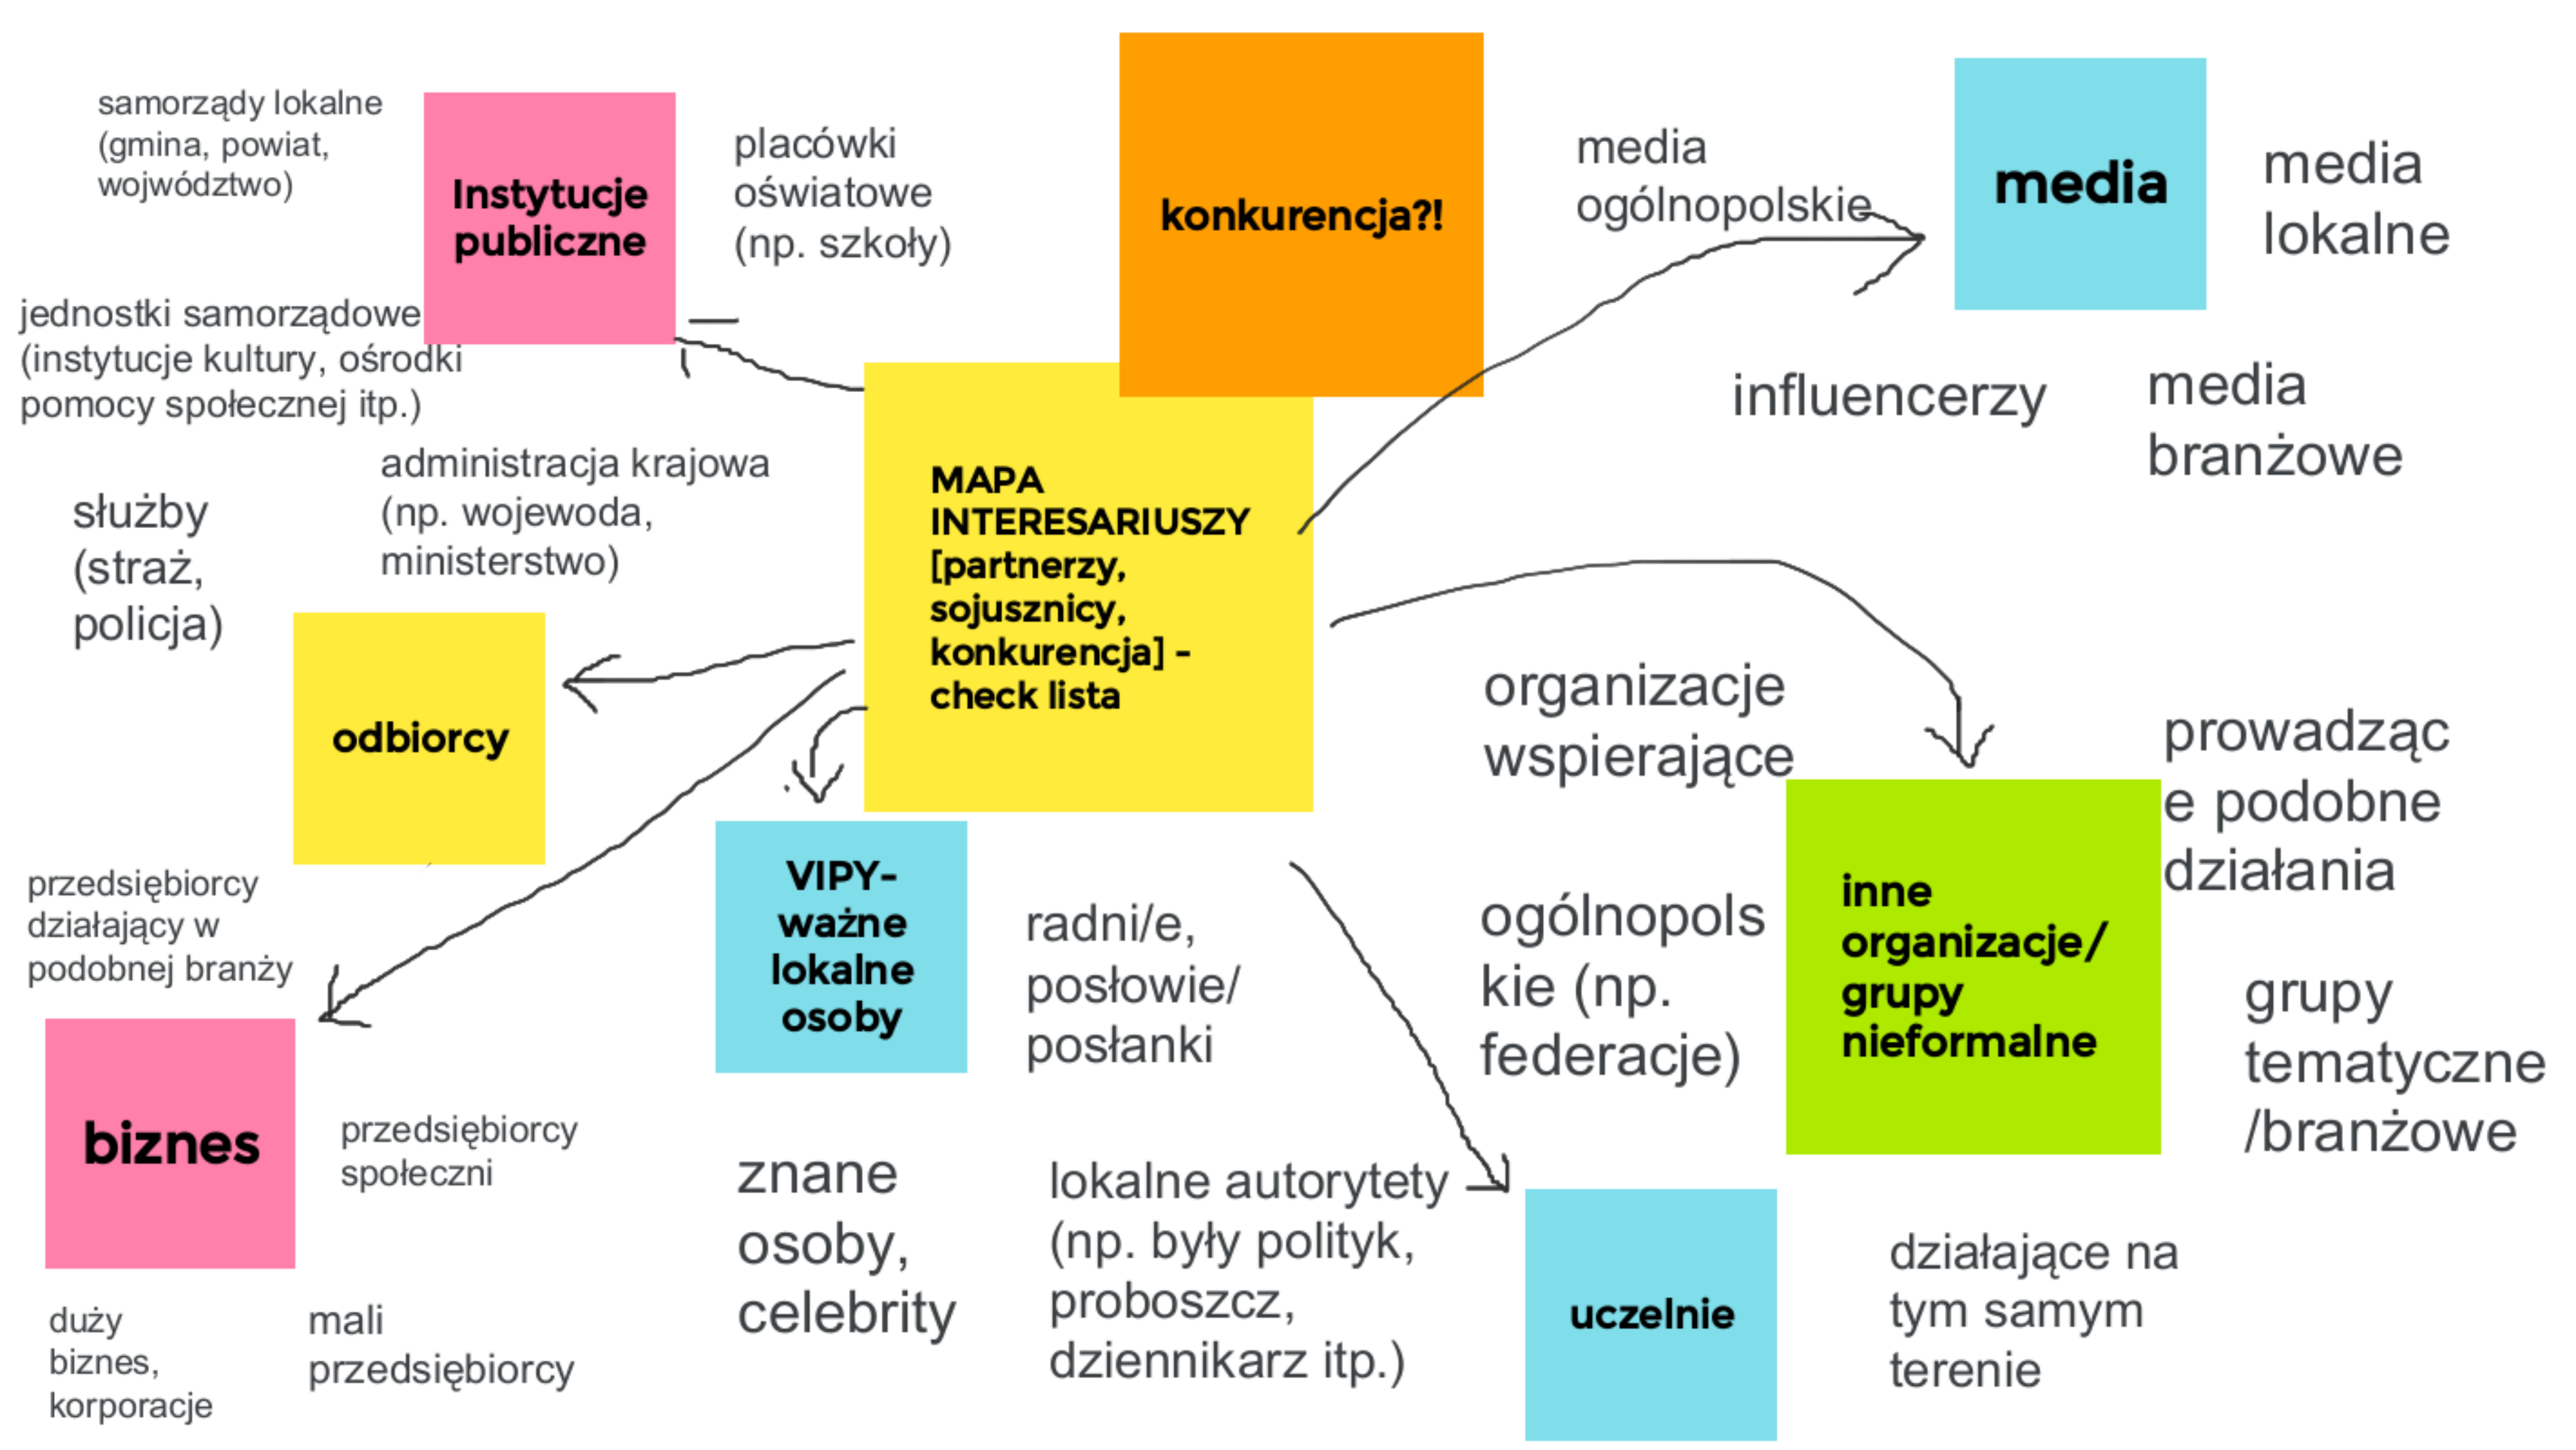 samorządy lokalne
(gmina, powiat,
województwo)
Instytucje
publiczne
placówki
oświatowe
(np. szkoły)
konkurencja?!
media
ogólnopolskie
media
media
lokalne
jednostki samorządowe
(instytucje kultury, ośrodki
pomocy społecznej itp.)
influencerzy
media
branżowe
służby
(straż,
policja)
administracja krajowa
(np. wojewoda,
ministerstwo)
MAPA
INTERESARIUSZY
[partnerzy,
sojusznicy,
konkurencja] -
check lista
odbiorcy
organizacje
wspierające
prowadząc
e podobne
działania
inne
organizacje/
grupy
nieformalne
ogólnopols
kie (np.
federacje)
grupy
tematyczne
/branżowe
przedsiębiorcy
działający w
podobnej branży
VIPY-
ważne
lokalne
osoby
radni/e,
posłowie/
posłanki
biznes
przedsiębiorcy
społeczni
znane
osoby,
celebrity
lokalne autorytety
(np. były polityk,
proboszcz,
dziennikarz itp.)
uczelnie
działające na
tym samym
terenie
duży
biznes,
korporacje
mali
przedsiębiorcy